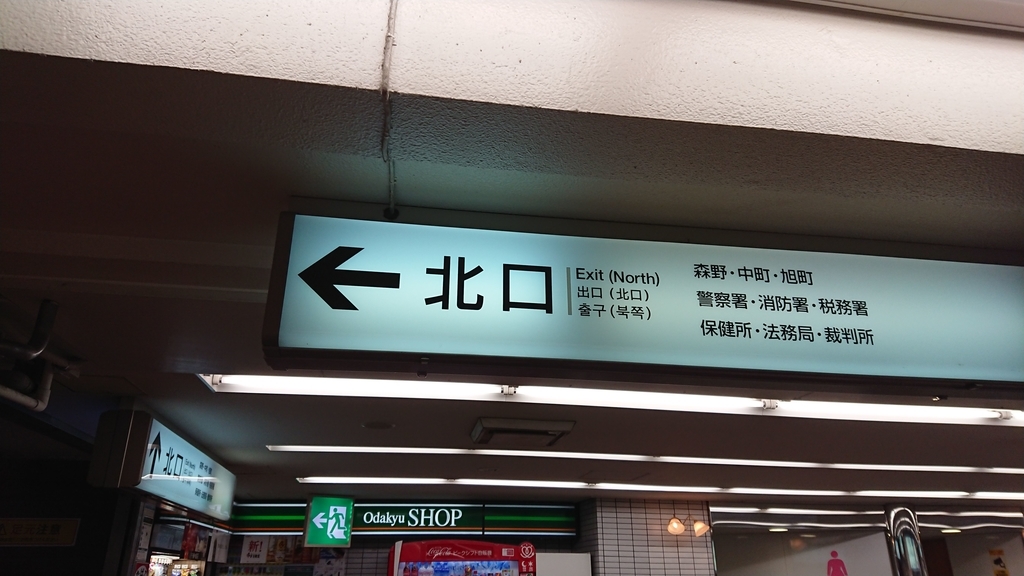 北口
Exit (North)
出口 (北口)
출구 (북쪽)
森野・中町・旭町
警察署・消防署・税務署
保健所・法務局・裁判所
北口
Odakyu SHOP